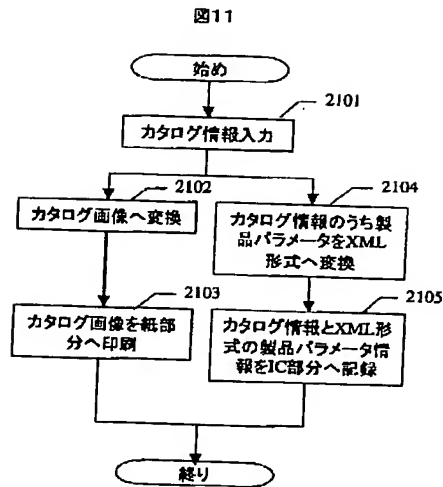 図11
始め
2101
カタログ情報入力
2102
カタログ画像へ変換
2104
カタログ情報のうち製
品パラメータをXML
形式へ変換
2103
カタログ画像を紙部
分へ印刷
2105
カタログ情報とXML形
式の製品パラメータ情
報をIC部分へ記録
終り